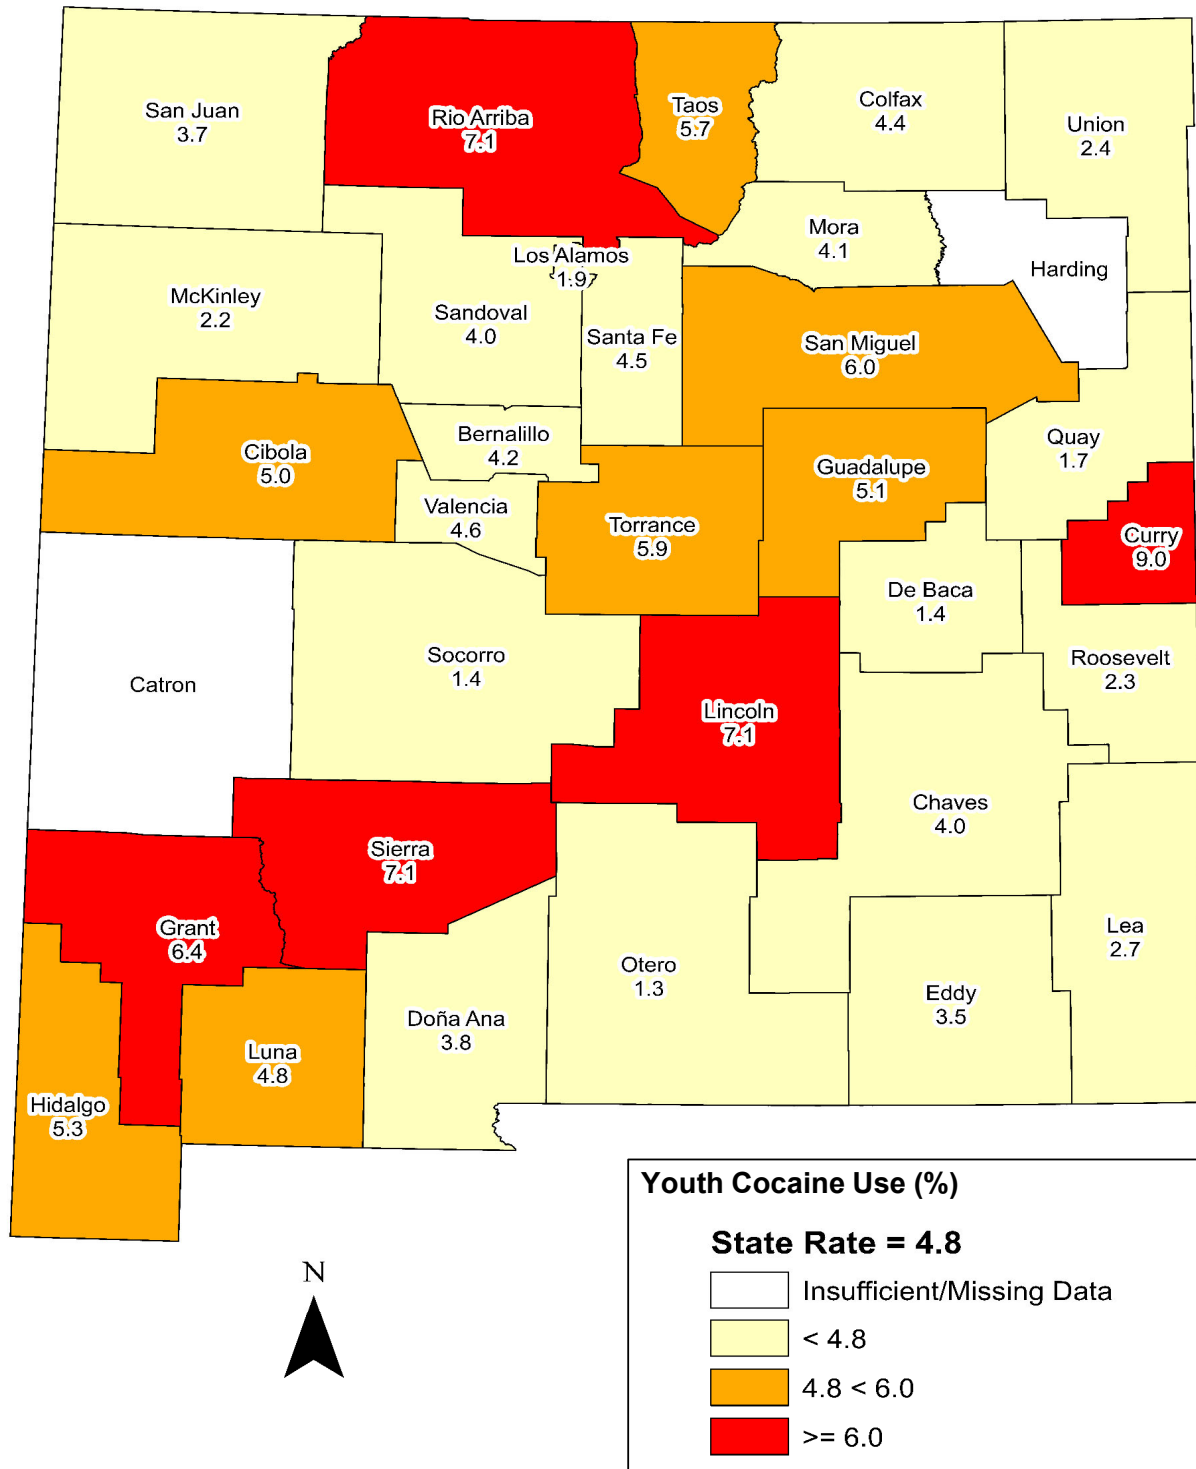 San Juan
3.7
Rio Arriba
7.1
Taos
5.7
Colfax
4.4
Union
2.4
Mora
4.1
Harding
Los Alamos
1.9
McKinley
2.2
Sandoval
4.0
Santa Fe
4.5
San Miguel
6.0
Cibola
5.0
Bernalillo
4.2
Guadalupe
5.1
Quay
1.7
Valencia
4.6
Torrance
5.9
Curry
9.0
De Baca
1.4
Catron
Socorro
1.4
Roosevelt
2.3
Lincoln
7.1
Sierra
7.1
Chaves
4.0
Grant
6.4
Otero
1.3
Lea
2.7
Doña Ana
3.8
Eddy
3.5
Luna
4.8
Hidalgo
5.3
N
Youth Cocaine Use (%)
State Rate = 4.8
Insufficient/Missing Data
< 4.8
4.8 < 6.0
>= 6.0